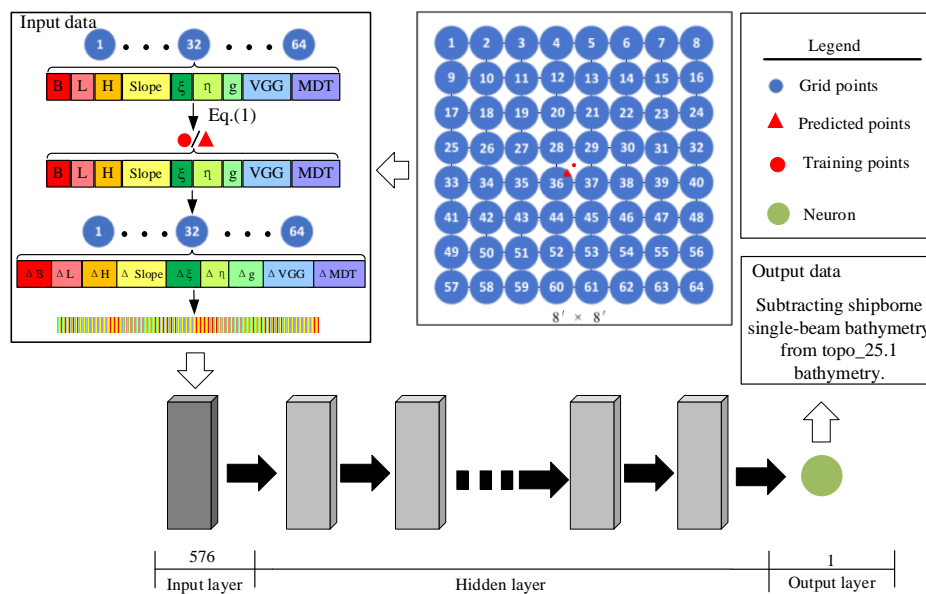 Input data
1 32 64
B L H Slope ξ η g VGG MDT
Eq.(1)
/
B L H Slope ξ η g VGG MDT
1 32 64
ΔB ΔL ΔH Δ Slope Δξ Δ η Δ g ΔVGG ΔMDT
1 2 3 4 5 6 7 8
9 10 11 12 13 14 15 16
17 18 19 20 21 22 23 24
25 26 27 28 29 30 31 32
33 34 35 36 37 38 39 40
41 42 43 44 45 46 47 48
49 50 51 52 53 54 55 56
57 58 59 60 61 62 63 64
8′ × 8′
Legend
Grid points
Predicted points
Training points
Neuron
Output data
Subtracting shipborne
single-beam bathymetry
from topo_25.1
bathymetry.
576
1
Input layer
Hidden layer
Output layer